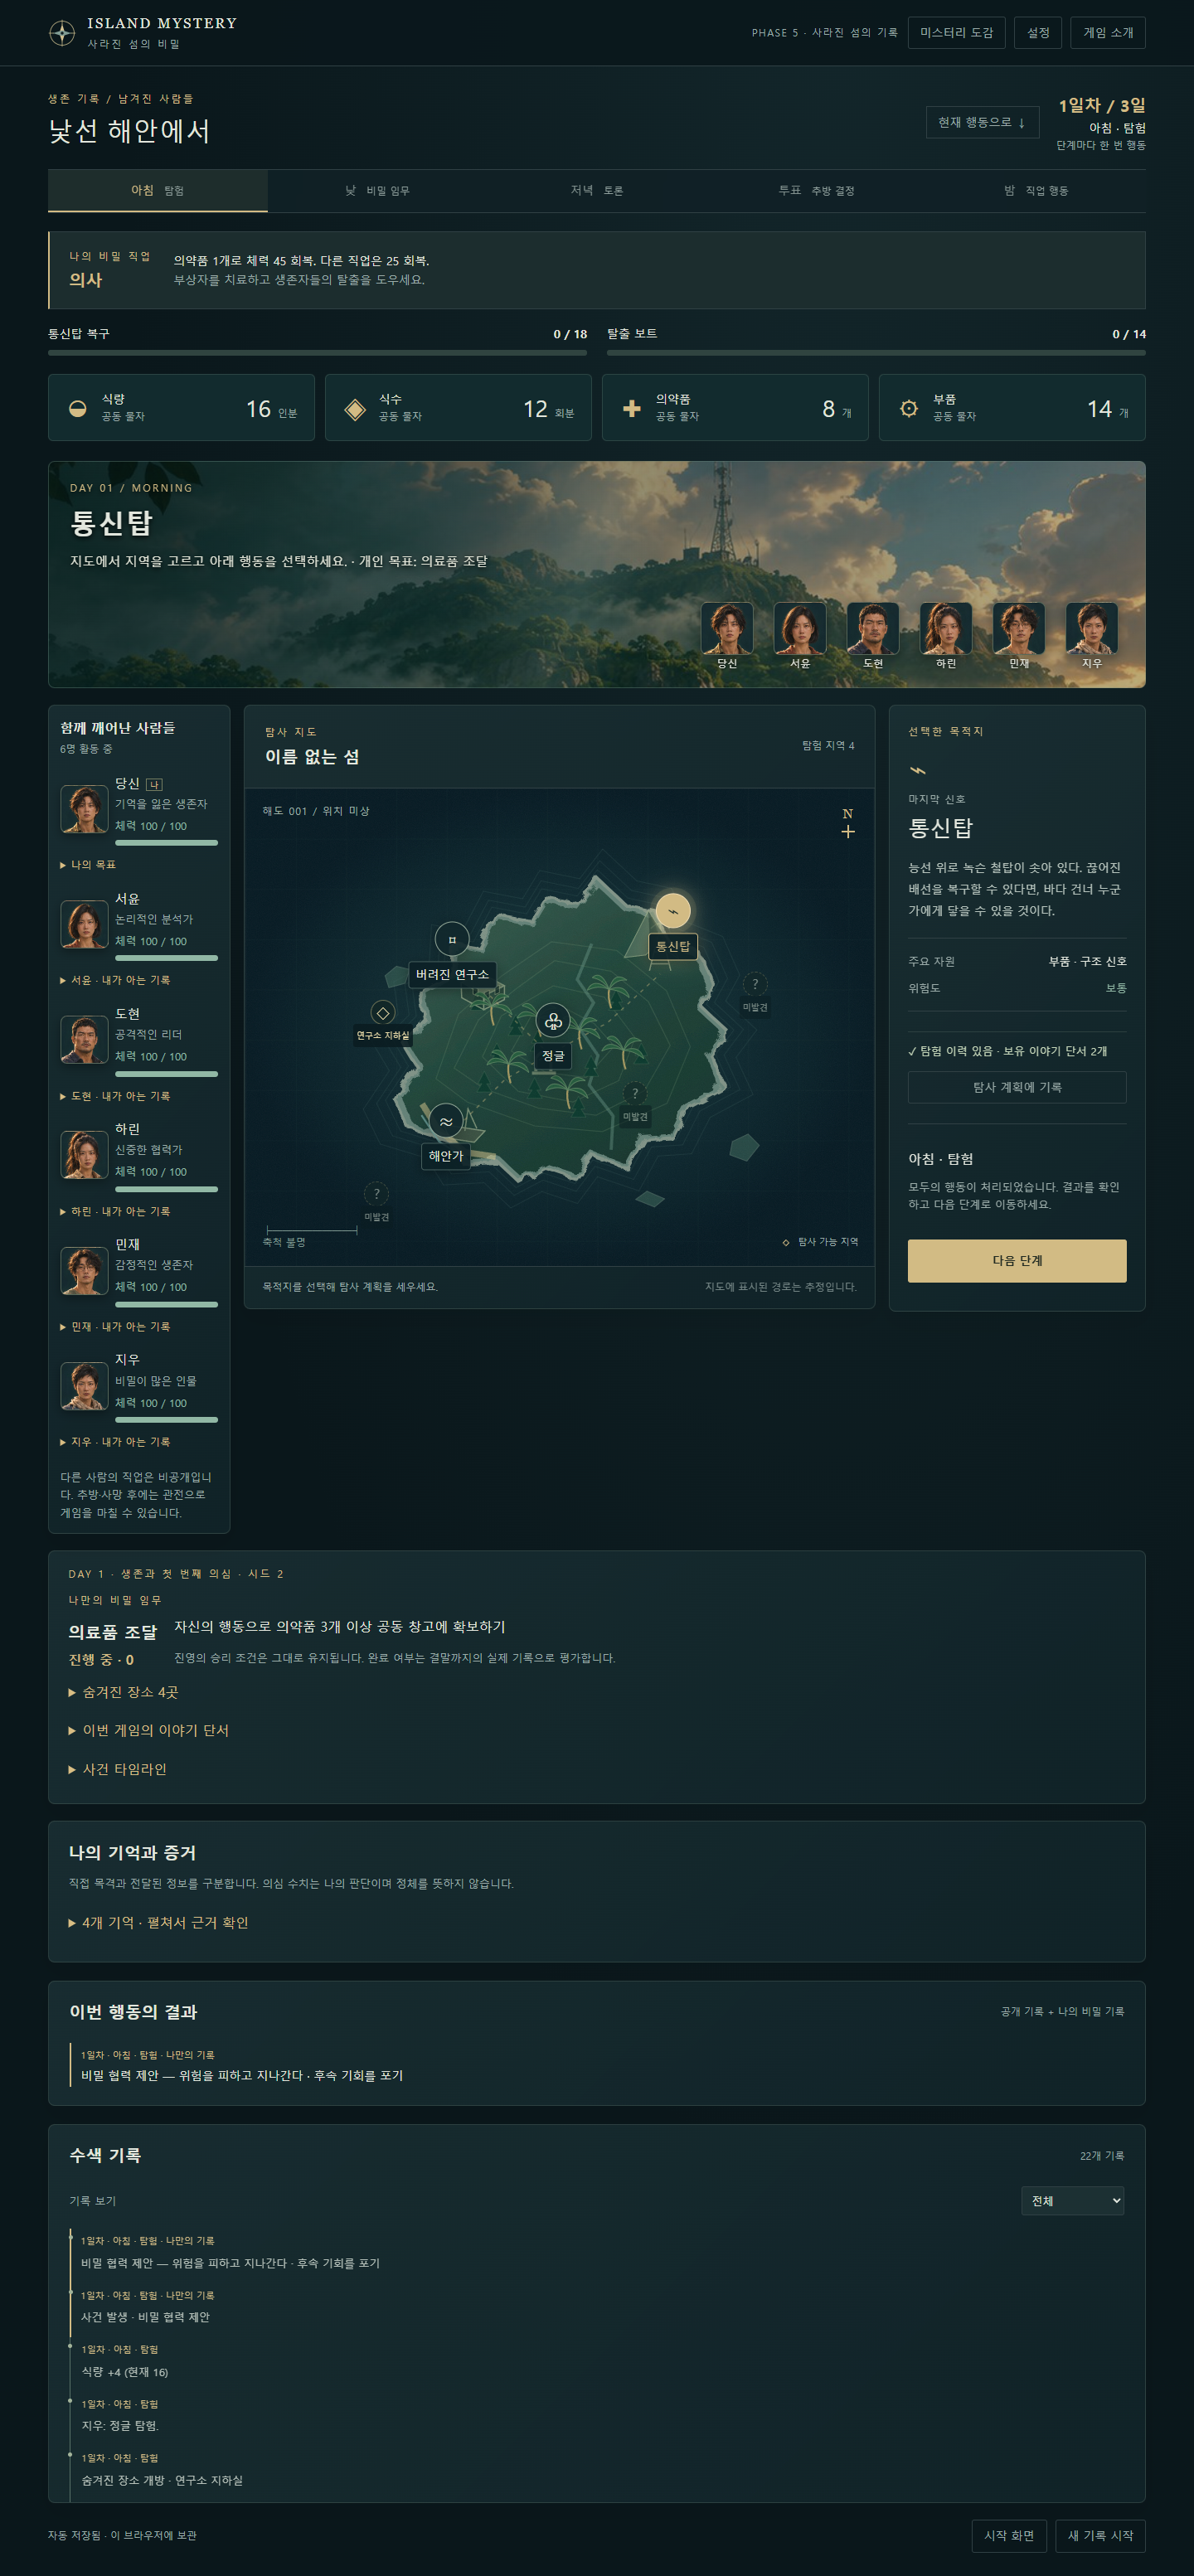 ISLAND MYSTERY
사라진 섬의 비밀
PHASE 5 · 사라진 섬의 기록
미스터리 도감
설정
게임 소개
생존 기록 / 남겨진 사람들
낯선 해안에서
현재 행동으로 ↓
1일차 / 3일
아침 · 탐험
단계마다 한 번 행동
아침 탐험
낮 비밀 임무
저녁 토론
투표 추방 결정
밤 직업 행동
나의 비밀 직업
의사
의약품 1개로 체력 45 회복. 다른 직업은 25 회복.
부상자를 치료하고 생존자들의 탈출을 도우세요.
통신탑 복구 0 / 18
탈출 보트 0 / 14
식량
공동 물자
16 인분
식수
공동 물자
12 회분
의약품
공동 물자
8 개
부품
공동 물자
14 개
DAY 01 / MORNING
통신탑
지도에서 지역을 고르고 아래 행동을 선택하세요. · 개인 목표: 의료품 조달
당신
서윤
도현
하린
민재
지우
함께 깨어난 사람들
6명 활동 중
당신 나
기억을 잃은 생존자
체력 100 / 100
▶ 나의 목표
서윤
논리적인 분석가
체력 100 / 100
▶ 서윤 · 내가 아는 기록
도현
공격적인 리더
체력 100 / 100
▶ 도현 · 내가 아는 기록
하린
신중한 협력가
체력 100 / 100
▶ 하린 · 내가 아는 기록
민재
감정적인 생존자
체력 100 / 100
▶ 민재 · 내가 아는 기록
지우
비밀이 많은 인물
체력 100 / 100
▶ 지우 · 내가 아는 기록
다른 사람의 직업은 비공개입니
다. 추방·사망 후에는 관전으로
게임을 마칠 수 있습니다.
탐사 지도
이름 없는 섬
탐험 지역 4
해도 001 / 위치 미상
N
통신탑
버려진 연구소
?
미발견
연구소 지하실
정글
?
미발견
해안가
?
미발견
축척 불명
◇ 탐사 가능 지역
목적지를 선택해 탐사 계획을 세우세요.
지도에 표시된 경로는 추정입니다.
선택한 목적지
마지막 신호
통신탑
능선 위로 녹슨 철탑이 솟아 있다. 끊어진
배선을 복구할 수 있다면, 바다 건너 누군
가에게 닿을 수 있을 것이다.
주요 자원 부품 · 구조 신호
위험도 보통
✓ 탐험 이력 있음 · 보유 이야기 단서 2개
탐사 계획에 기록
아침 · 탐험
모두의 행동이 처리되었습니다. 결과를 확인
하고 다음 단계로 이동하세요.
다음 단계
DAY 1 · 생존과 첫 번째 의심 · 시드 2
나만의 비밀 임무
의료품 조달
진행 중 · 0
자신의 행동으로 의약품 3개 이상 공동 창고에 확보하기
진영의 승리 조건은 그대로 유지됩니다. 완료 여부는 결말까지의 실제 기록으로 평가합니다.
▶ 숨겨진 장소 4곳
▶ 이번 게임의 이야기 단서
▶ 사건 타임라인
나의 기억과 증거
직접 목격과 전달된 정보를 구분합니다. 의심 수치는 나의 판단이며 정체를 뜻하지 않습니다.
▶ 4개 기억 · 펼쳐서 근거 확인
이번 행동의 결과
공개 기록 + 나의 비밀 기록
1일차 · 아침 · 탐험 · 나만의 기록
비밀 협력 제안 — 위험을 피하고 지나간다 · 후속 기회를 포기
수색 기록
22개 기록
기록 보기
전체
1일차 · 아침 · 탐험 · 나만의 기록
비밀 협력 제안 — 위험을 피하고 지나간다 · 후속 기회를 포기
1일차 · 아침 · 탐험 · 나만의 기록
사건 발생 · 비밀 협력 제안
1일차 · 아침 · 탐험
식량 +4 (현재 16)
1일차 · 아침 · 탐험
지우: 정글 탐험.
1일차 · 아침 · 탐험
숨겨진 장소 개방 · 연구소 지하실
자동 저장됨 · 이 브라우저에 보관
시작 화면
새 기록 시작